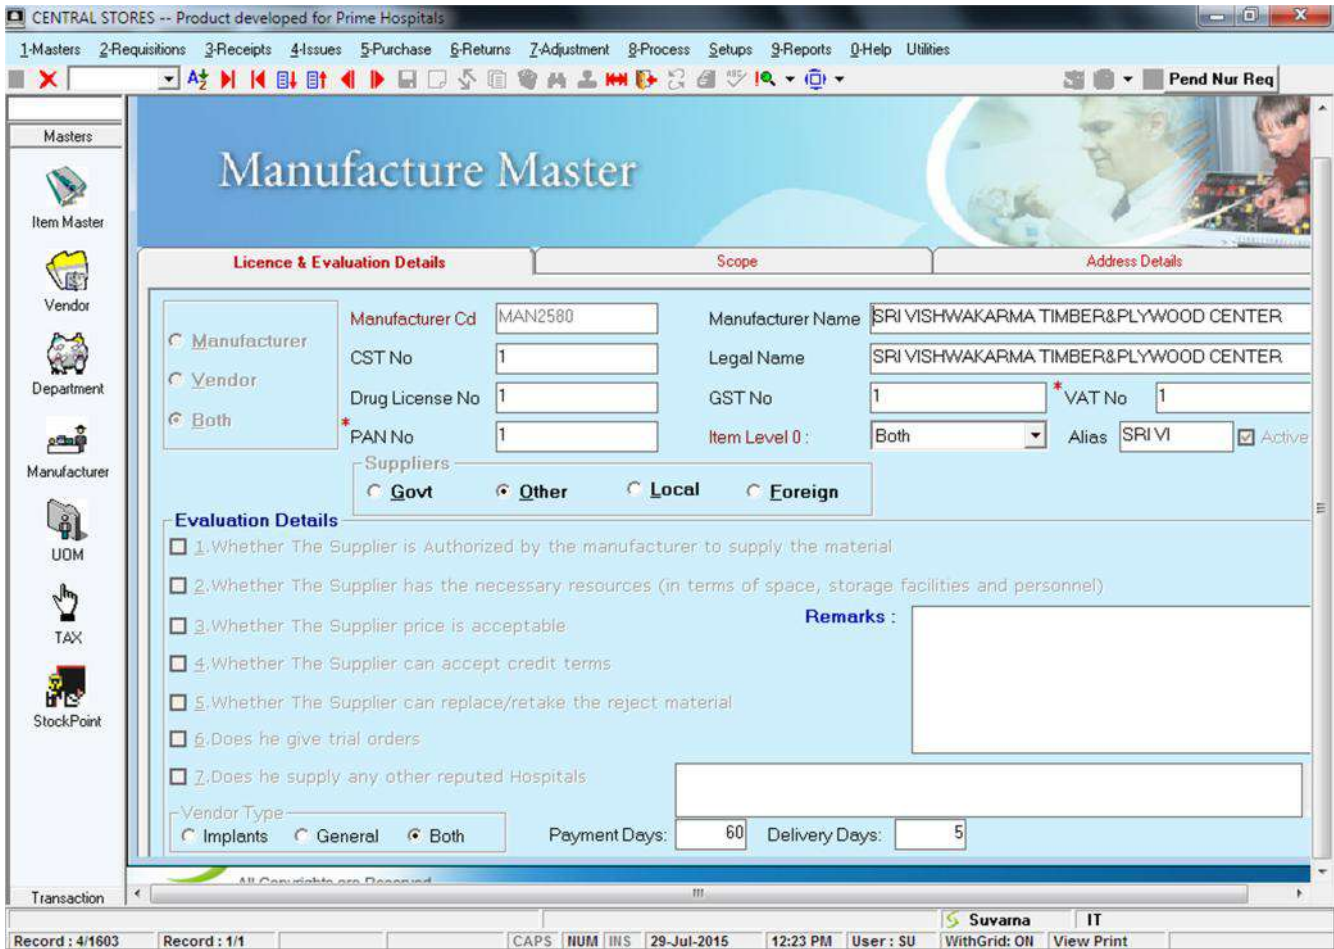 CENTRAL STORES -- Product developed for Prime Hospitals
1-Masters 2-Requisitions 3-Receipts 4-Issues 5-Purchase 6-Returns 7-Adjustment 8-Process Setups 9-Reports 0-Help Utilities
Pend Nur Req
Masters
Item Master
Vendor
Department
Manufacturer
UOM
TAX
StockPoint
Transaction
Manufacture Master
Licence & Evaluation Details Scope Address Details
Manufacturer
Vendor
Both
Manufacturer Cd MAN2580 Manufacturer Name SRI VISHWAKARMA TIMBER&PLYWOOD CENTER
CST No 1 Legal Name SRI VISHWAKARMA TIMBER&PLYWOOD CENTER
Drug License No 1 GST No 1 *VAT No 1
*PAN No 1 Item Level 0 : Both Alias SRI VI Active
Suppliers
Govt Other Local Foreign
Evaluation Details
1.Whether The Supplier is Authorized by the manufacturer to supply the material
2.Whether The Supplier has the necessary resources (in terms of space, storage facilities and personnel)
3.Whether The Supplier price is acceptable
Remarks :
4.Whether The Supplier can accept credit terms
5.Whether The Supplier can replace/retake the reject material
6.Does he give trial orders
7.Does he supply any other reputed Hospitals
Vendor Type
Implants General Both Payment Days: 60 Delivery Days: 5
All Copyrights are Reserved
Suvarna IT
Record : 4/1603 Record : 1/1 CAPS NUM INS 29-Jul-2015 12:23 PM User : SU WithGrid: ON View Print